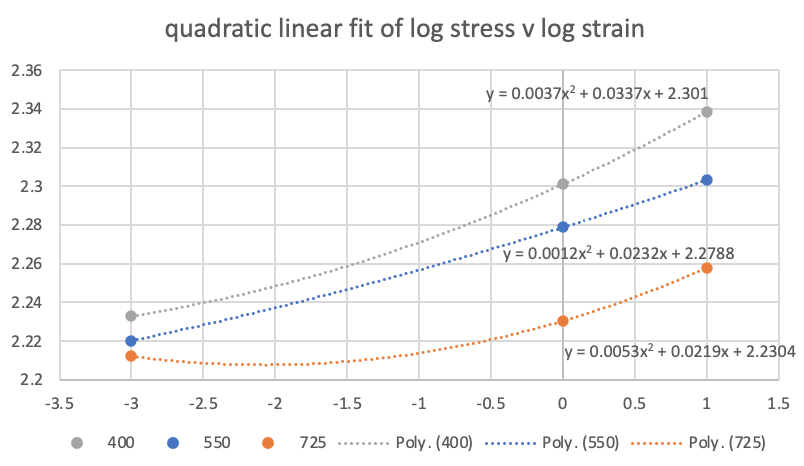 quadratic linear fit of log stress v log strain
2.36
y = 0.0037x² + 0.0337x + 2.301
2.34
2.32
2.3
2.28
y = 0.0012x² + 0.0232x + 2.2788
2.26
2.24
2.22
y = 0.0053x² + 0.0219x + 2.2304
2.2
-3.5 -3 -2.5 -2 -1.5 -1 -0.5 0 0.5 1 1.5
400 550 725 Poly. (400) Poly. (550) Poly. (725)